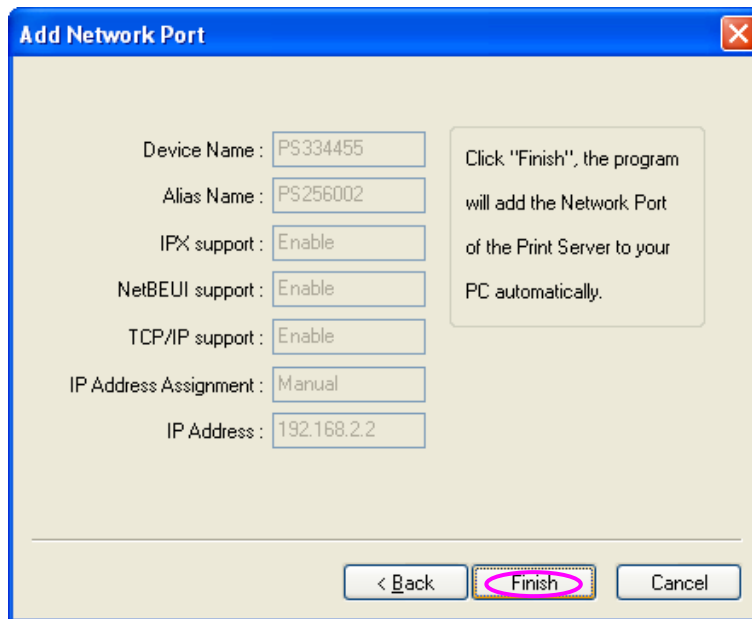 Add Network Port
Device Name : PS334455
Alias Name : PS256002
IPX support : Enable
NetBEUI support : Enable
TCP/IP support : Enable
IP Address Assignment : Manual
IP Address : 192.168.2.2
Click "Finish", the program
will add the Network Port
of the Print Server to your
PC automatically.
< Back
Finish
Cancel